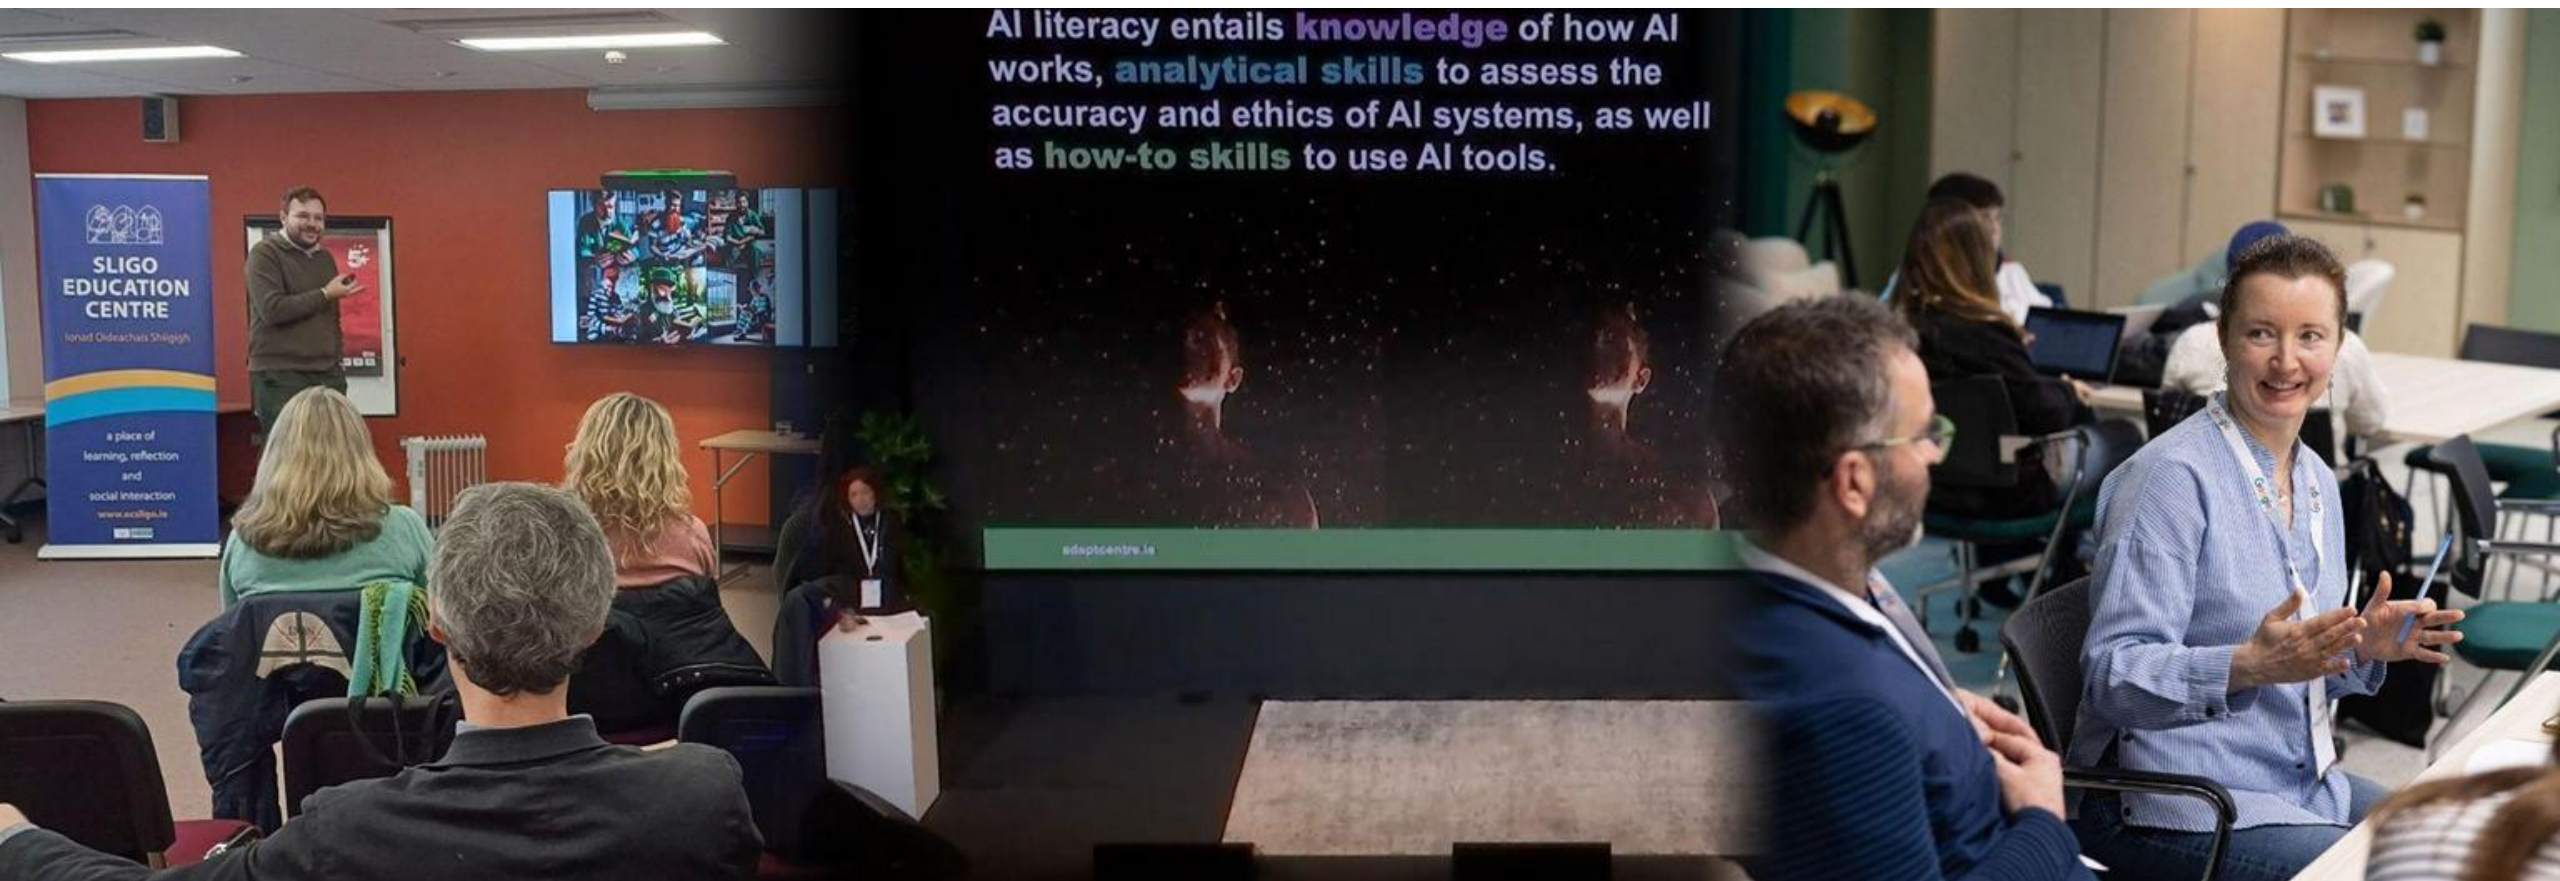 SLIGO
EDUCATION
CENTRE
Ionad Oideachais Shligigh
a place of
learning, reflection
and
social interaction
www.ecsligo.ie
AI literacy entails knowledge of how AI
works, analytical skills to assess the
accuracy and ethics of AI systems, as well
as how-to skills to use AI tools.
adaptcentre.ie
Google